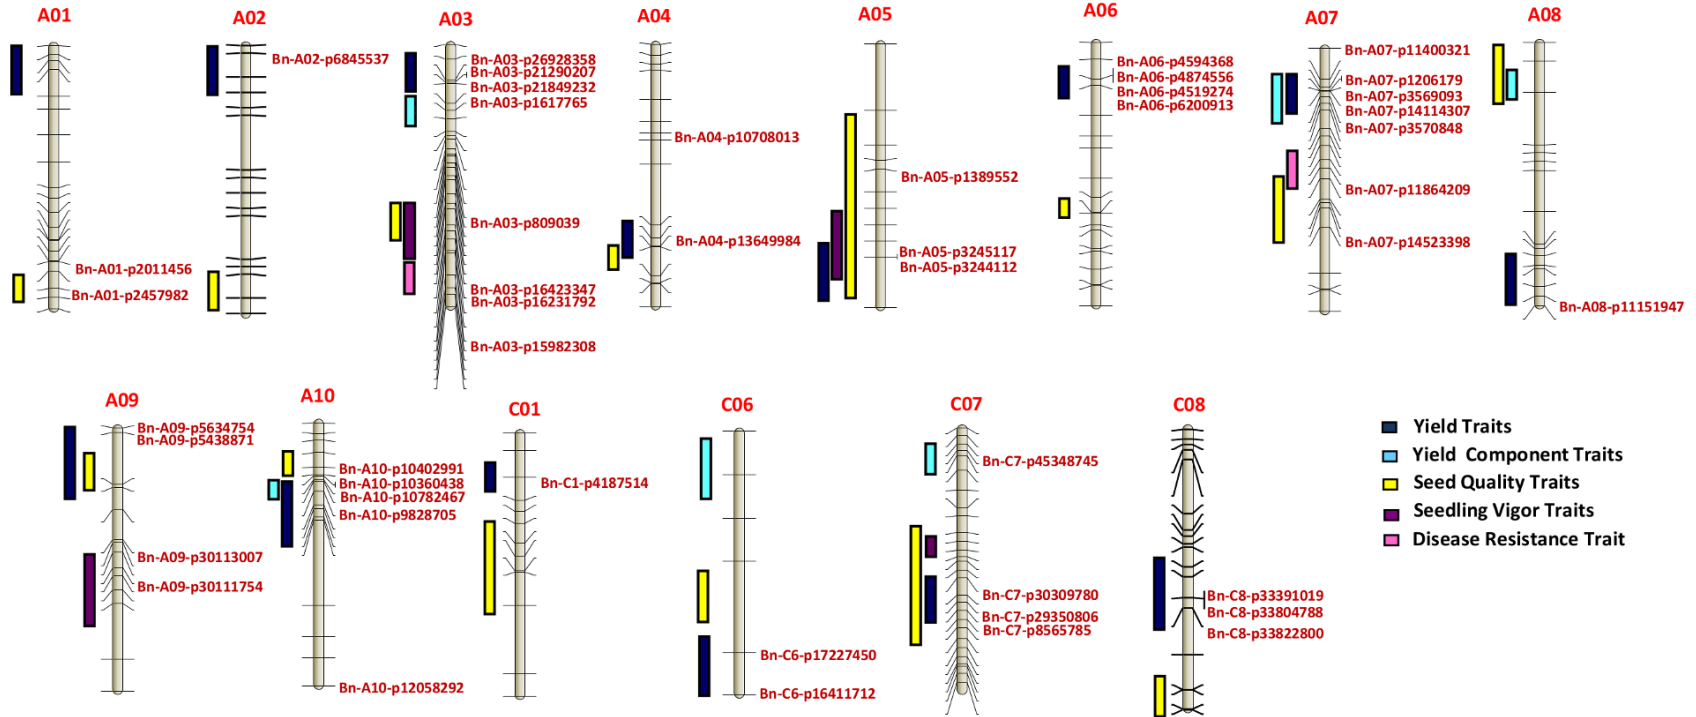 A01
A02
A03
A04
A05
A06
A07
A08
Bn-A01-p2011456
Bn-A01-p2457982
Bn-A02-p6845537
Bn-A03-p26928358
Bn-A03-p21290207
Bn-A03-p21849232
Bn-A03-p1617765
Bn-A03-p809039
Bn-A03-p16423347
Bn-A03-p16231792
Bn-A03-p15982308
Bn-A04-p10708013
Bn-A04-p13649984
Bn-A05-p1389552
Bn-A05-p3245117
Bn-A05-p3244112
Bn-A06-p4594368
Bn-A06-p4874556
Bn-A06-p4519274
Bn-A06-p6200913
Bn-A07-p11400321
Bn-A07-p1206179
Bn-A07-p3569093
Bn-A07-p14114307
Bn-A07-p3570848
Bn-A07-p11864209
Bn-A07-p14523398
Bn-A08-p11151947
A09
A10
C01
C06
C07
C08
Bn-A09-p5634754
Bn-A09-p5438871
Bn-A09-p30113007
Bn-A09-p30111754
Bn-A10-p10402991
Bn-A10-p10360438
Bn-A10-p10782467
Bn-A10-p9828705
Bn-A10-p12058292
Bn-C1-p4187514
Bn-C6-p17227450
Bn-C6-p16411712
Bn-C7-p45348745
Bn-C7-p30309780
Bn-C7-p29350806
Bn-C7-p8565785
Bn-C8-p33391019
Bn-C8-p33804788
Bn-C8-p33822800
Yield Traits
Yield Component Traits
Seed Quality Traits
Seedling Vigor Traits
Disease Resistance Trait